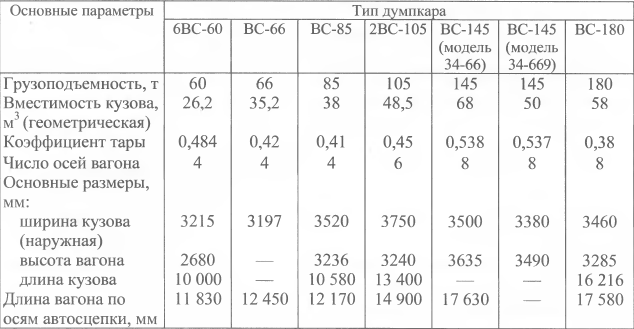 Основные параметры Тип думпкара
6ВС-60 ВС-66 ВС-85 2ВС-105 ВС-145 (модель 34-66) ВС-145 (модель 34-669) ВС-180
Грузоподъемность, т 60 66 85 105 145 145 180
Вместимость кузова, 26,2 35,2 38 48,5 68 50 58
м³ (геометрическая)
Коэффициент тары 0,484 0,42 0,41 0,45 0,538 0,537 0,38
Число осей вагона 4 4 4 6 8 8 8
Основные размеры,
мм:
ширина кузова 3215 3197 3520 3750 3500 3380 3460
(наружная)
высота вагона 2680 — 3236 3240 3635 3490 3285
длина кузова 10 000 — 10 580 13 400 — — 16 216
Длина вагона по 11 830 12 450 12 170 14 900 17 630 — 17 580
осям автосцепки, мм